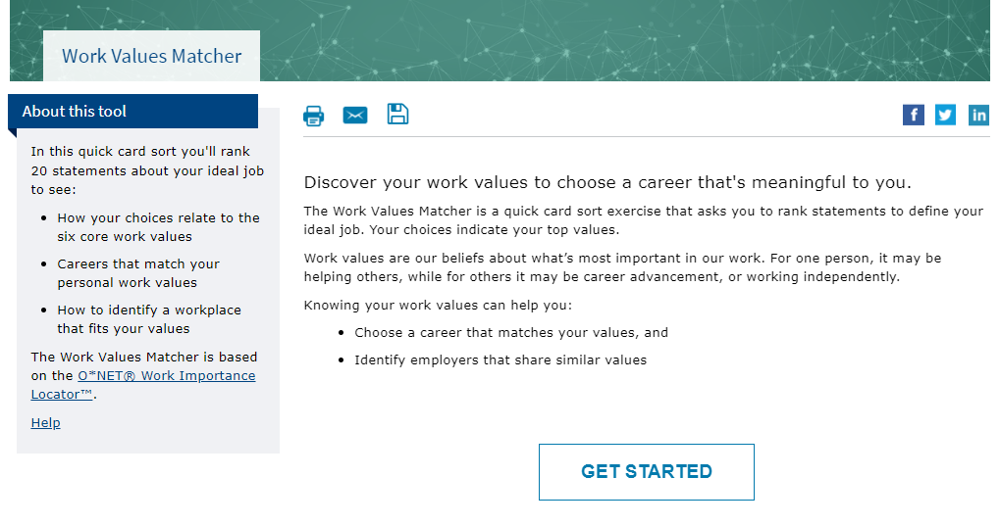 Work Values Matcher
About this tool
In this quick card sort you'll rank
20 statements about your ideal job
to see:
• How your choices relate to the
six core work values
• Careers that match your
personal work values
• How to identify a workplace
that fits your values
The Work Values Matcher is based
on the O*NET® Work Importance
Locator™.
Help
f
in
Discover your work values to choose a career that's meaningful to you.
The Work Values Matcher is a quick card sort exercise that asks you to rank statements to define your
ideal job. Your choices indicate your top values.
Work values are our beliefs about what’s most important in our work. For one person, it may be
helping others, while for others it may be career advancement, or working independently.
Knowing your work values can help you:
• Choose a career that matches your values, and
• Identify employers that share similar values
GET STARTED